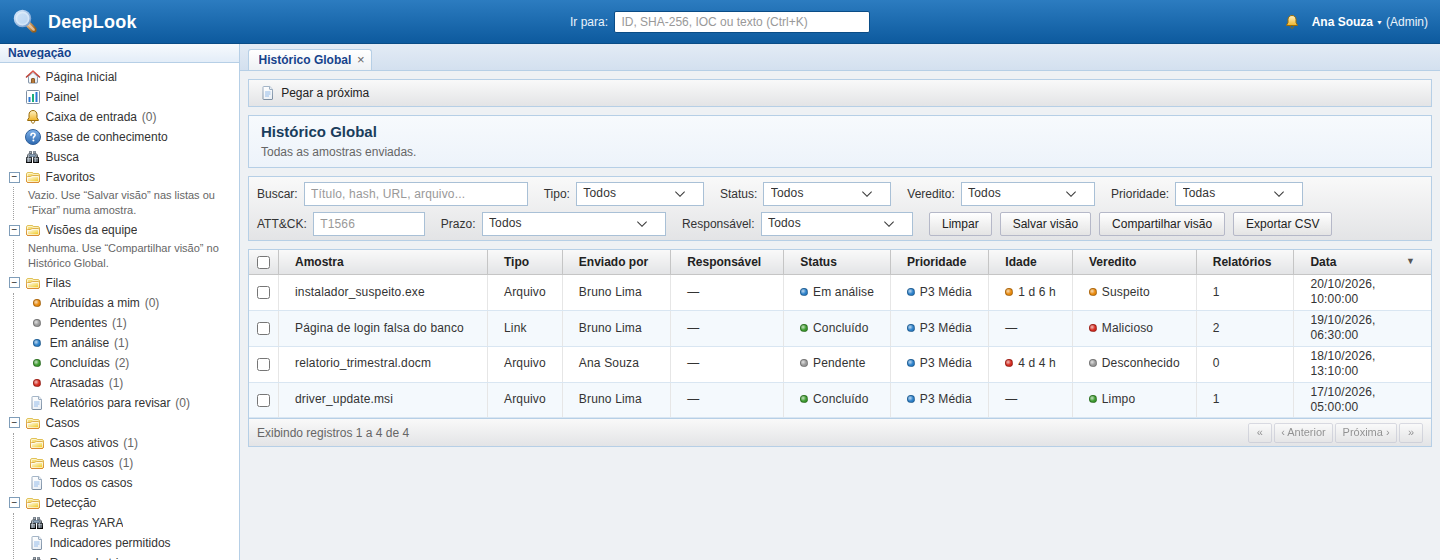 DeepLook
Ir para: ID, SHA-256, IOC ou texto (Ctrl+K)
Ana Souza (Admin)
Navegação
Página Inicial
Painel
Caixa de entrada (0)
Base de conhecimento
Busca
Favoritos
Vazio. Use “Salvar visão” nas listas ou
“Fixar” numa amostra.
Visões da equipe
Nenhuma. Use “Compartilhar visão” no
Histórico Global.
Filas
Atribuídas a mim (0)
Pendentes (1)
Em análise (1)
Concluídas (2)
Atrasadas (1)
Relatórios para revisar (0)
Casos
Casos ativos (1)
Meus casos (1)
Todos os casos
Detecção
Regras YARA
Indicadores permitidos
Histórico Global ×
Pegar a próxima
Histórico Global
Todas as amostras enviadas.
Buscar: Título, hash, URL, arquivo... Tipo: Todos Status: Todos Veredito: Todos Prioridade: Todas
ATT&CK: T1566 Prazo: Todos Responsável: Todos Limpar Salvar visão Compartilhar visão Exportar CSV
Amostra Tipo Enviado por Responsável Status Prioridade Idade Veredito Relatórios Data ▼
instalador_suspeito.exe Arquivo Bruno Lima — Em análise P3 Média 1 d 6 h Suspeito 1 20/10/2026,
10:00:00
Página de login falsa do banco Link Bruno Lima — Concluído P3 Média — Malicioso 2 19/10/2026,
06:30:00
relatorio_trimestral.docm Arquivo Ana Souza — Pendente P3 Média 4 d 4 h Desconhecido 0 18/10/2026,
13:10:00
driver_update.msi Arquivo Bruno Lima — Concluído P3 Média — Limpo 1 17/10/2026,
05:00:00
Exibindo registros 1 a 4 de 4
« ‹ Anterior Próxima › »